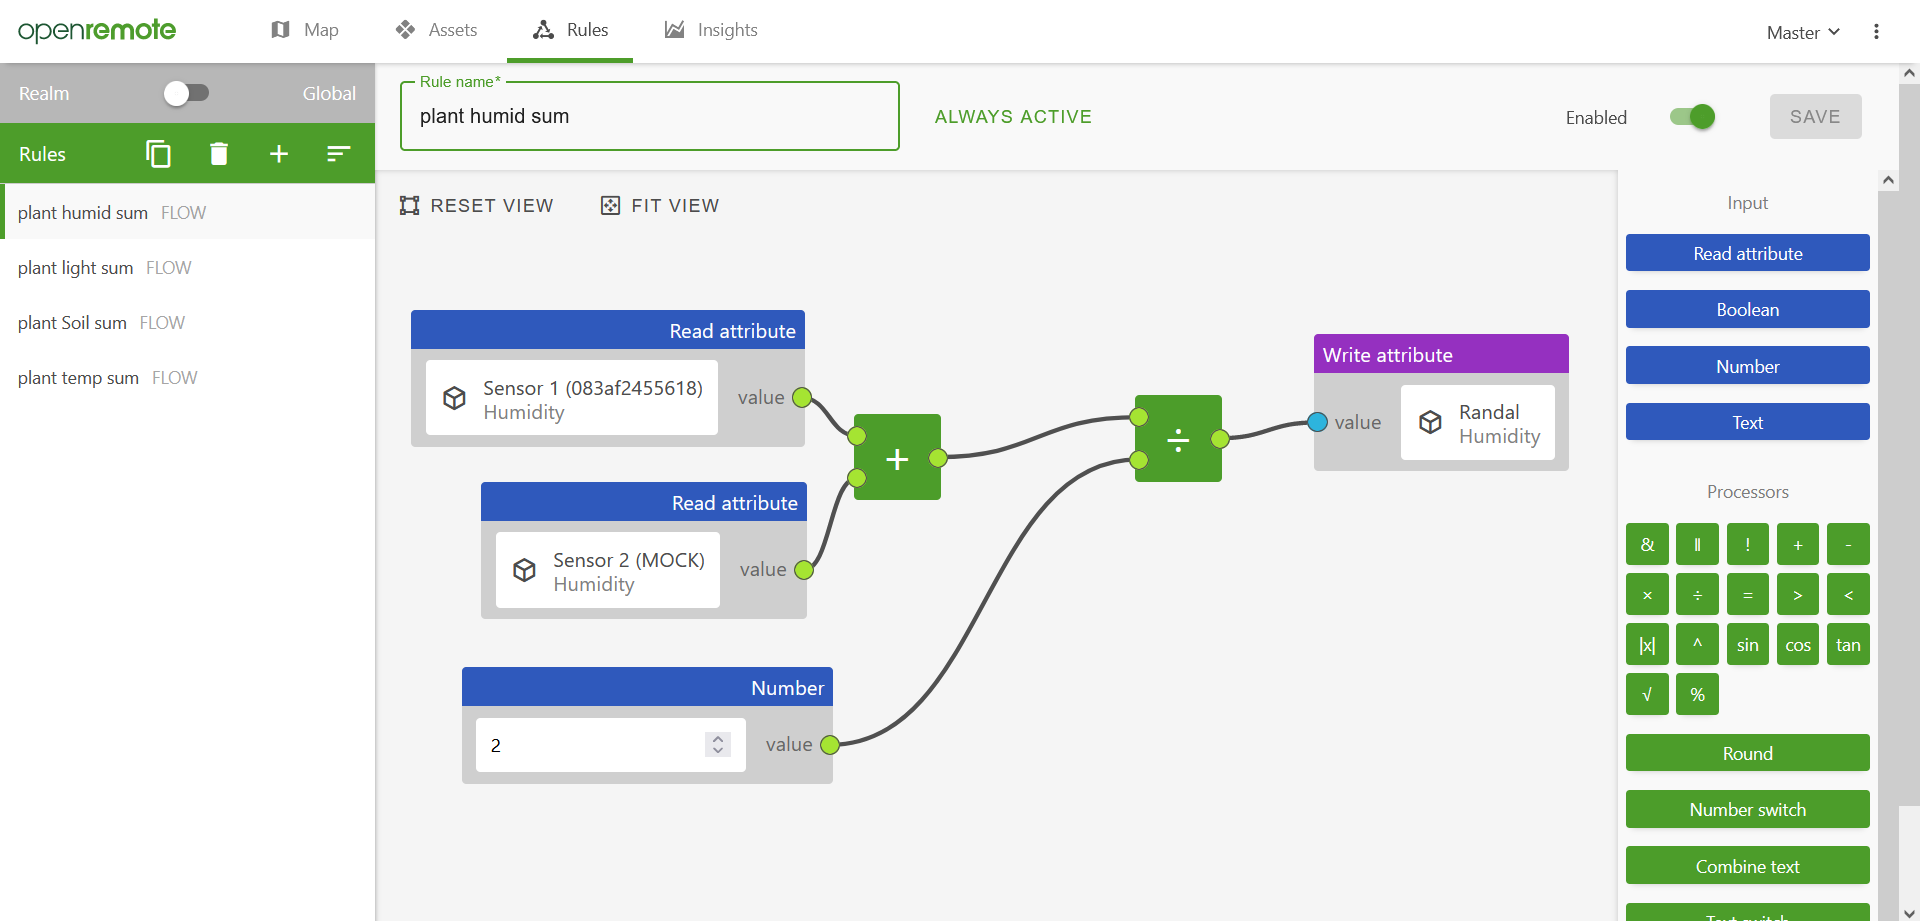 openremote
Map
Assets
Rules
Insights
Master
Realm
Global
Rules
plant humid sum FLOW
plant light sum FLOW
plant Soil sum FLOW
plant temp sum FLOW
Rule name*
plant humid sum
ALWAYS ACTIVE
Enabled
SAVE
RESET VIEW
FIT VIEW
Read attribute
Sensor 1 (083af2455618)
Humidity
value
Read attribute
Sensor 2 (MOCK)
Humidity
value
Number
2
value
+
÷
Write attribute
value
Randal
Humidity
Input
Read attribute
Boolean
Number
Text
Processors
& ‖ ! + -
× ÷ = > <
|x| ^ sin cos tan
√ %
Round
Number switch
Combine text
Text switch